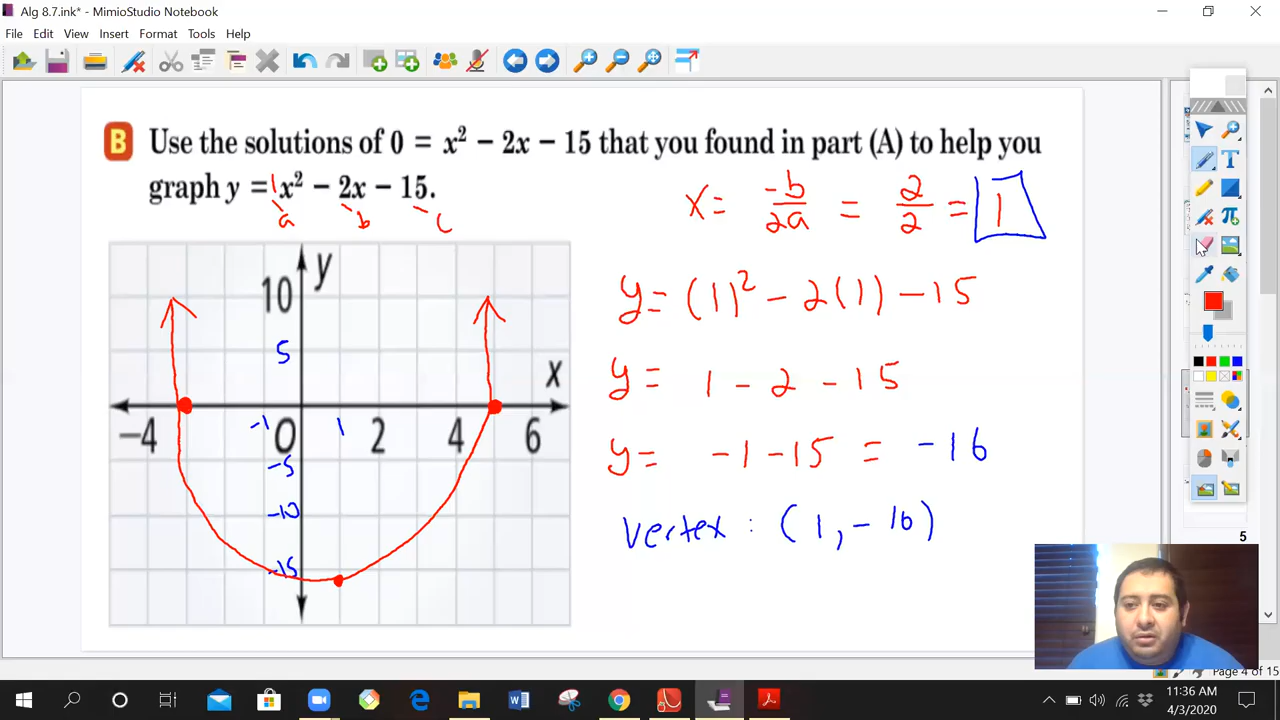 Alg 8.7.ink* - MimioStudio Notebook
File Edit View Insert Format Tools Help
B Use the solutions of 0 = x² − 2x − 15 that you found in part (A) to help you
graph y = 1x² − 2x − 15.
a b c
x = -b/2a = 2/2 = 1
y = (1)² - 2(1) - 15
y = 1 - 2 - 15
y = -1 - 15 = -16
vertex : (1, -16)
y
10
5
x
−4 -1 O 1 2 4 6
-5
-10
-15
5
Page 4 of 15
11:36 AM
4/3/2020